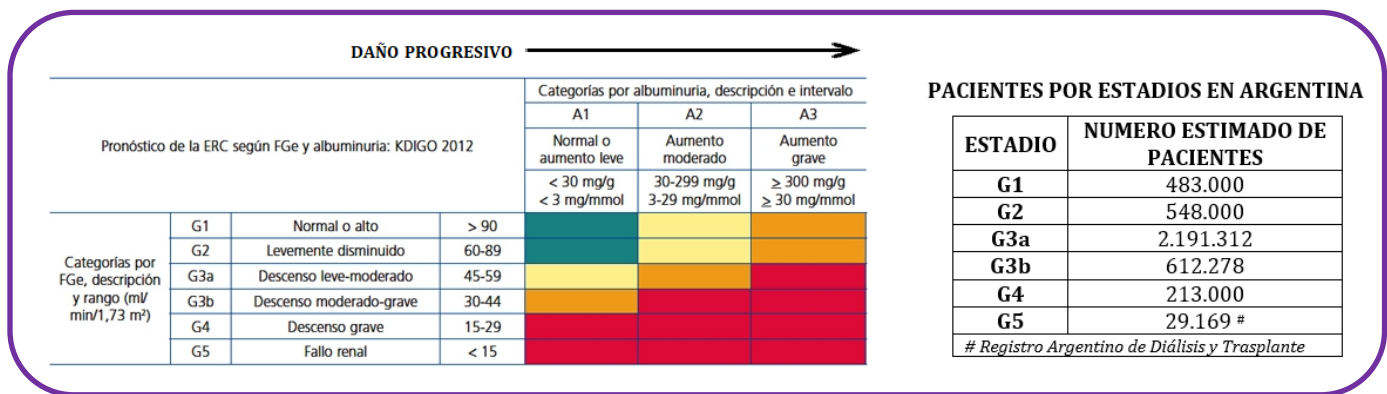 DAÑO PROGRESIVO
Categorías por albuminuria, descripción e intervalo
A1 A2 A3
Pronóstico de la ERC según FGe y albuminuria: KDIGO 2012
Normal o aumento leve
Aumento moderado
Aumento grave
< 30 mg/g
< 3 mg/mmol
30-299 mg/g
3-29 mg/mmol
≥ 300 mg/g
≥ 30 mg/mmol
Categorías por
FGe, descripción
y rango (ml/
min/1,73 m²)
G1 Normal o alto > 90
G2 Levemente disminuido 60-89
G3a Descenso leve-moderado 45-59
G3b Descenso moderado-grave 30-44
G4 Descenso grave 15-29
G5 Fallo renal < 15
PACIENTES POR ESTADIOS EN ARGENTINA
ESTADIO NUMERO ESTIMADO DE PACIENTES
G1 483.000
G2 548.000
G3a 2.191.312
G3b 612.278
G4 213.000
G5 29.169 #
# Registro Argentino de Diálisis y Trasplante